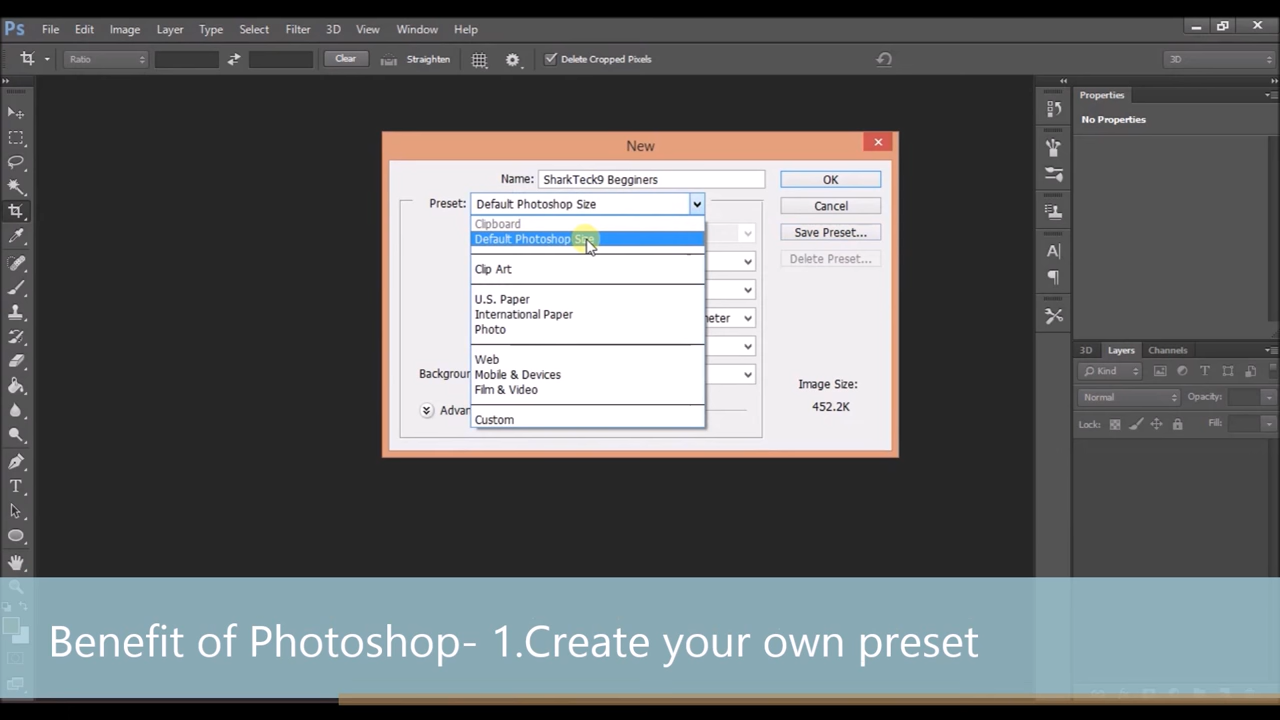 Ps File Edit Image Layer Type Select Filter 3D View Window Help
Ratio Clear Straighten Delete Cropped Pixels 3D
Properties
No Properties
New
Name: SharkTeck9 Begginers OK
Preset: Default Photoshop Size Cancel
Clipboard
Default Photoshop Size
Save Preset...
Delete Preset...
Clip Art
U.S. Paper
International Paper
Photo
meter
Web
Mobile & Devices
Film & Video
Custom
Backgroun
Advan
Image Size:
452.2K
3D Layers Channels
Kind
Normal Opacity:
Lock: Fill:
Benefit of Photoshop- 1.Create your own preset